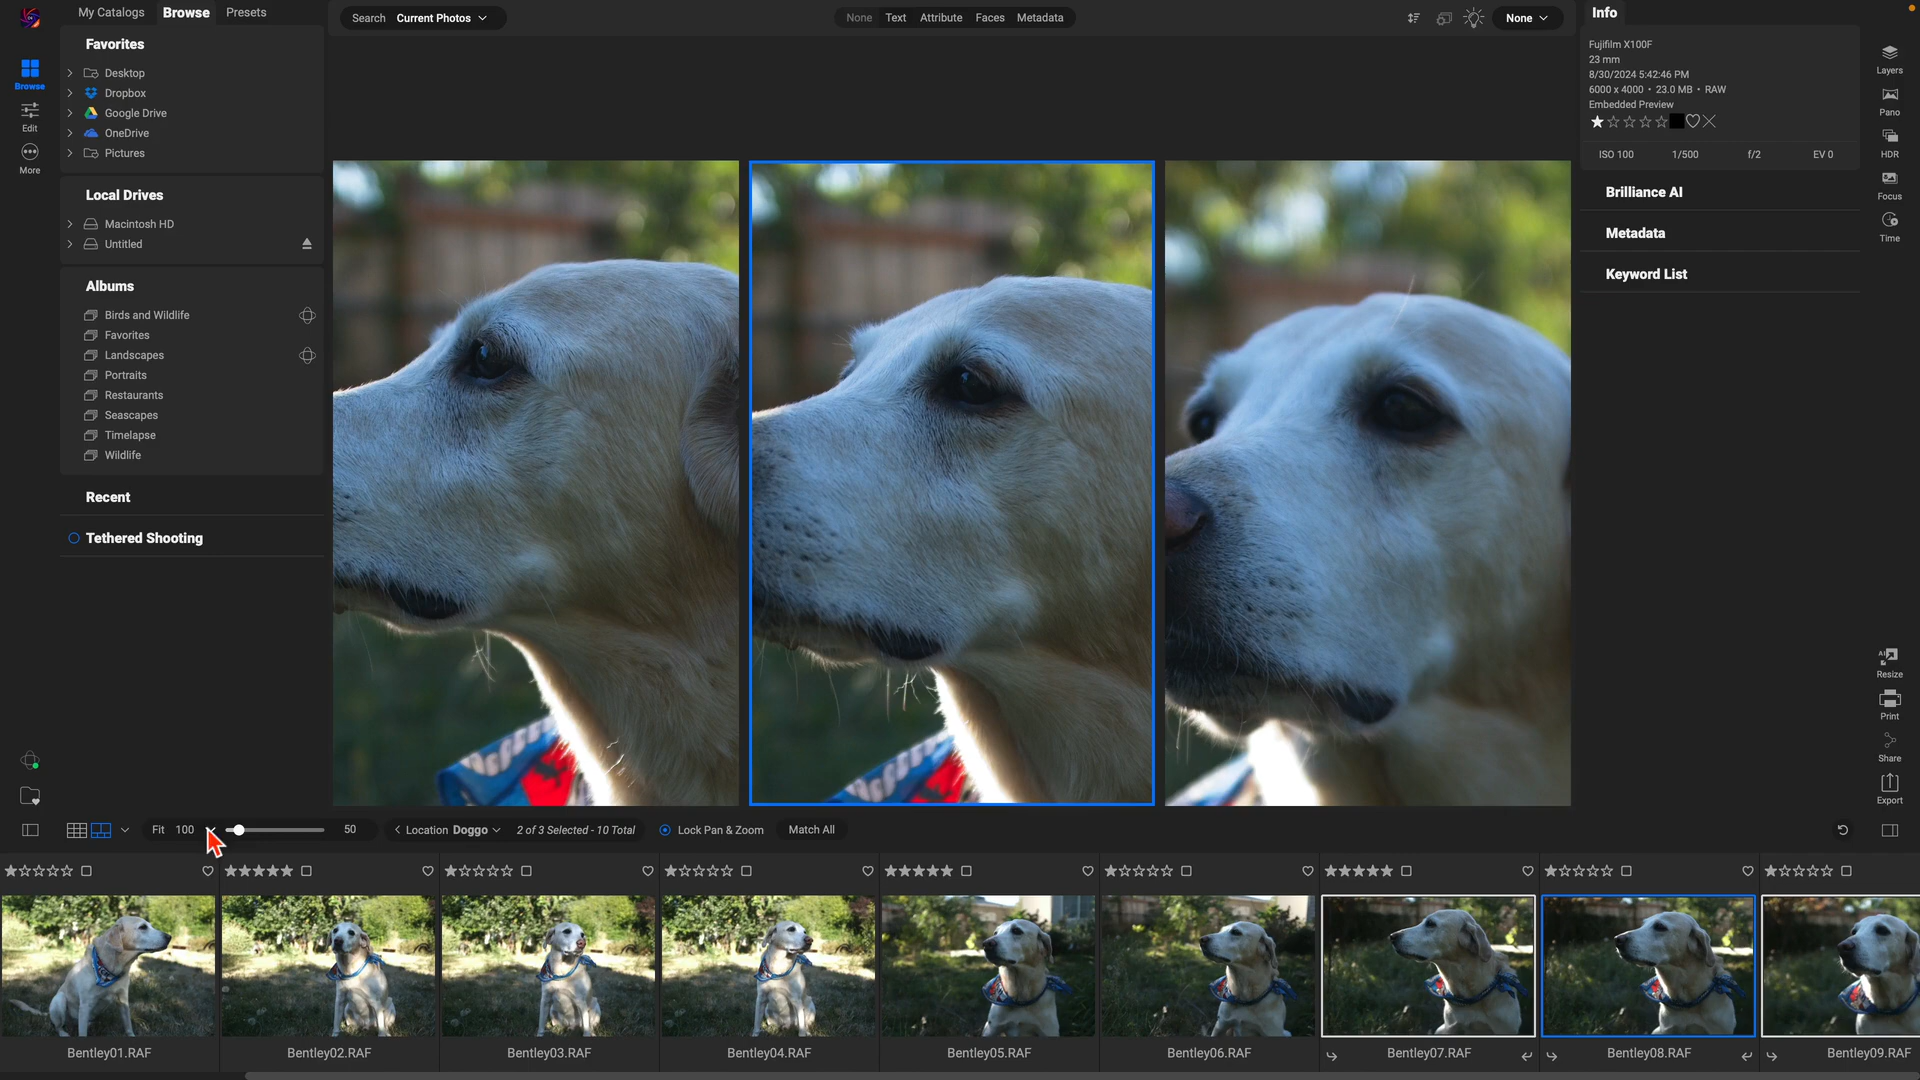 My Catalogs Browse Presets
Search Current Photos
None Text Attribute Faces Metadata
None
Info
Browse
Edit
More
Favorites
Desktop
Dropbox
Google Drive
OneDrive
Pictures
Local Drives
Macintosh HD
Untitled
Albums
Birds and Wildlife
Favorites
Landscapes
Portraits
Restaurants
Seascapes
Timelapse
Wildlife
Recent
Tethered Shooting
Fujifilm X100F
23 mm
8/30/2024 5:42:46 PM
6000 x 4000 • 23.0 MB • RAW
Embedded Preview
ISO 100 1/500 f/2 EV 0
Brilliance AI
Metadata
Keyword List
Layers
Pano
HDR
Focus
Time
AI
Resize
Print
Share
Export
Fit 100 50 Location Doggo 2 of 3 Selected - 10 Total Lock Pan & Zoom Match All
Bentley01.RAF Bentley02.RAF Bentley03.RAF Bentley04.RAF Bentley05.RAF Bentley06.RAF Bentley07.RAF Bentley08.RAF Bentley09.RAF